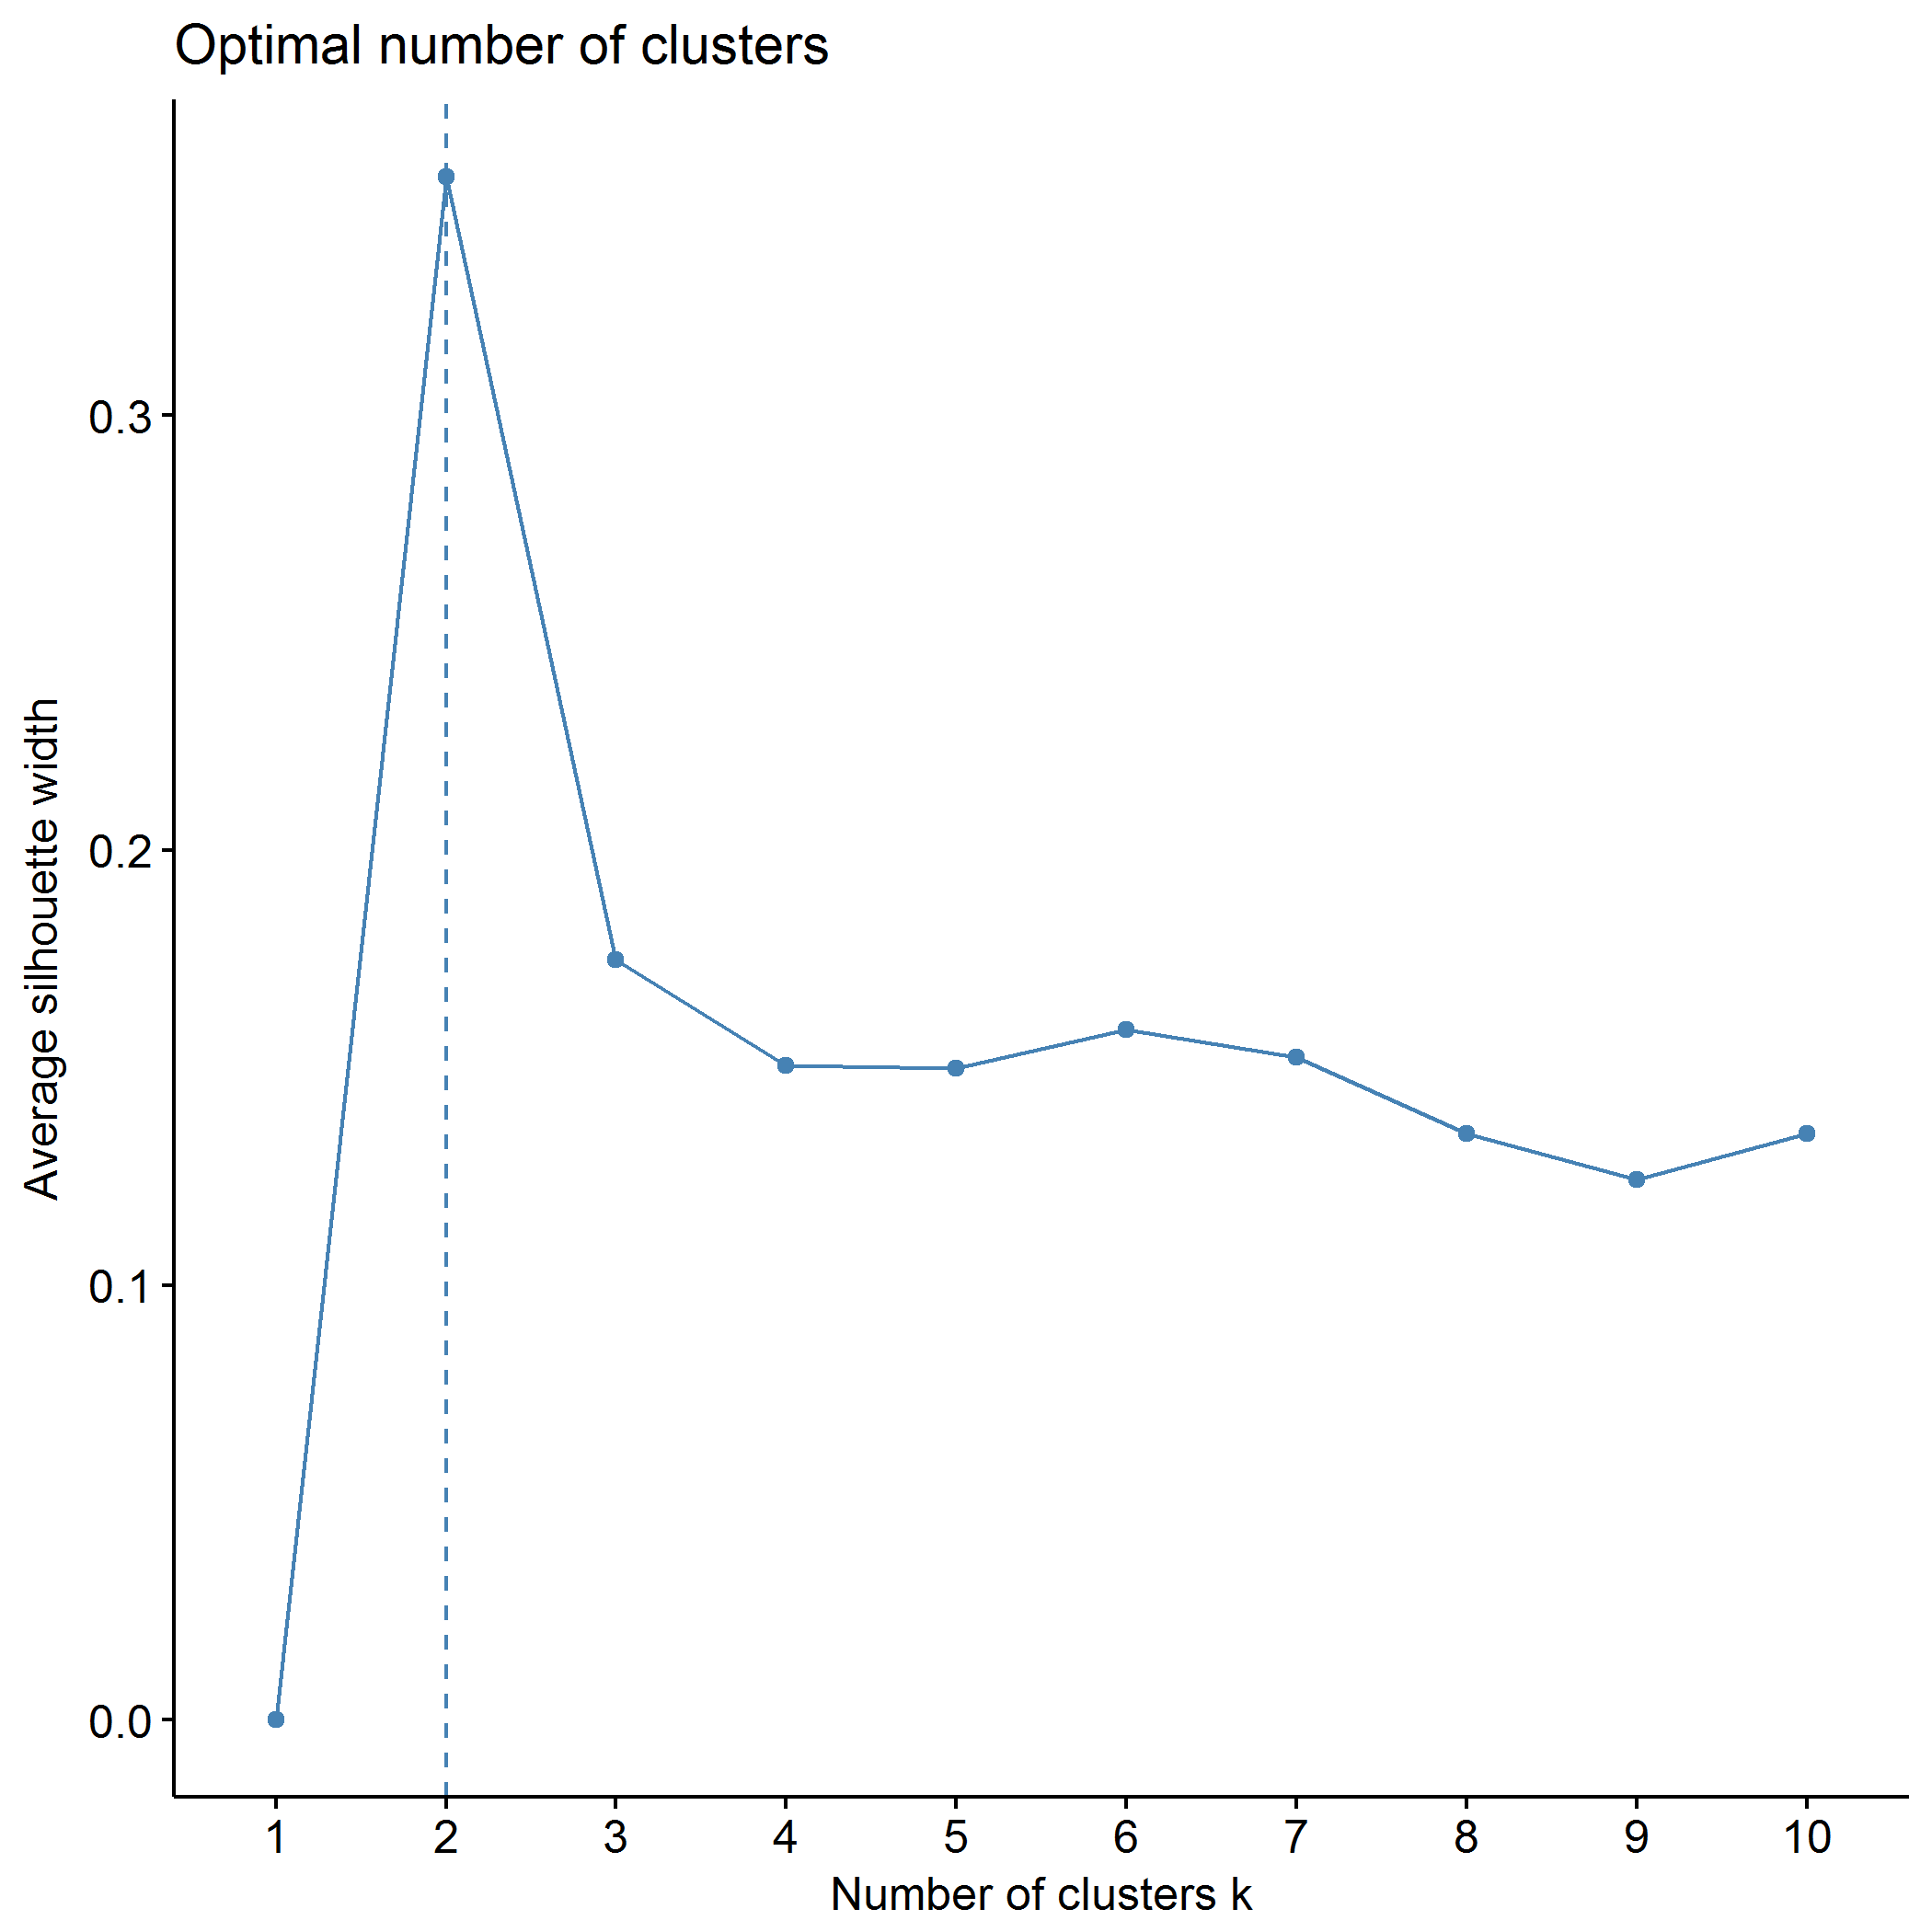 Optimal number of clusters
Average silhouette width
0.3
0.2
0.1
0.0
1 2 3 4 5 6 7 8 9 10
Number of clusters k